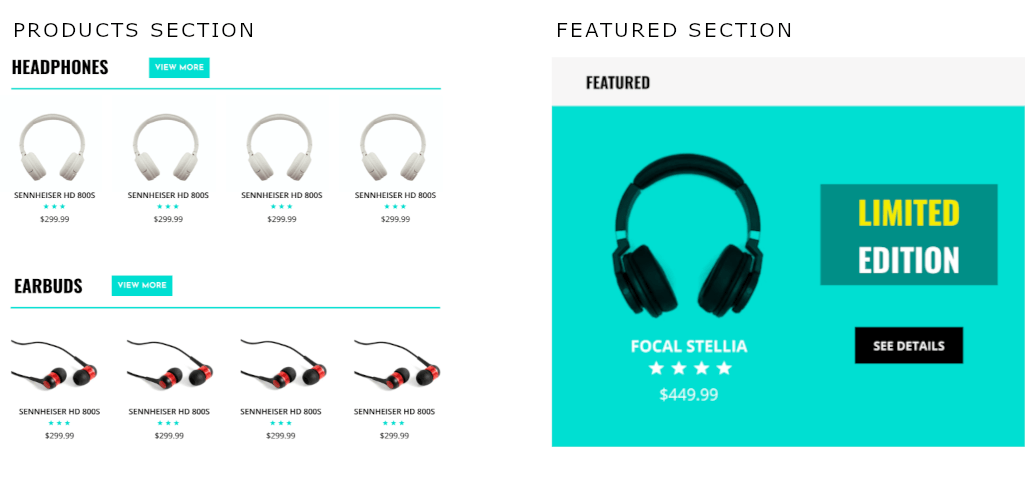 PRODUCTS SECTION
HEADPHONES
VIEW MORE
SENNHEISER HD 800S
SENNHEISER HD 800S
SENNHEISER HD 800S
SENNHEISER HD 800S
$299.99
$299.99
$299.99
$299.99
EARBUDS
VIEW MORE
SENNHEISER HD 800S
SENNHEISER HD 800S
SENNHEISER HD 800S
SENNHEISER HD 800S
$299.99
$299.99
$299.99
$299.99
FEATURED SECTION
FEATURED
LIMITED
EDITION
FOCAL STELLIA
$449.99
SEE DETAILS